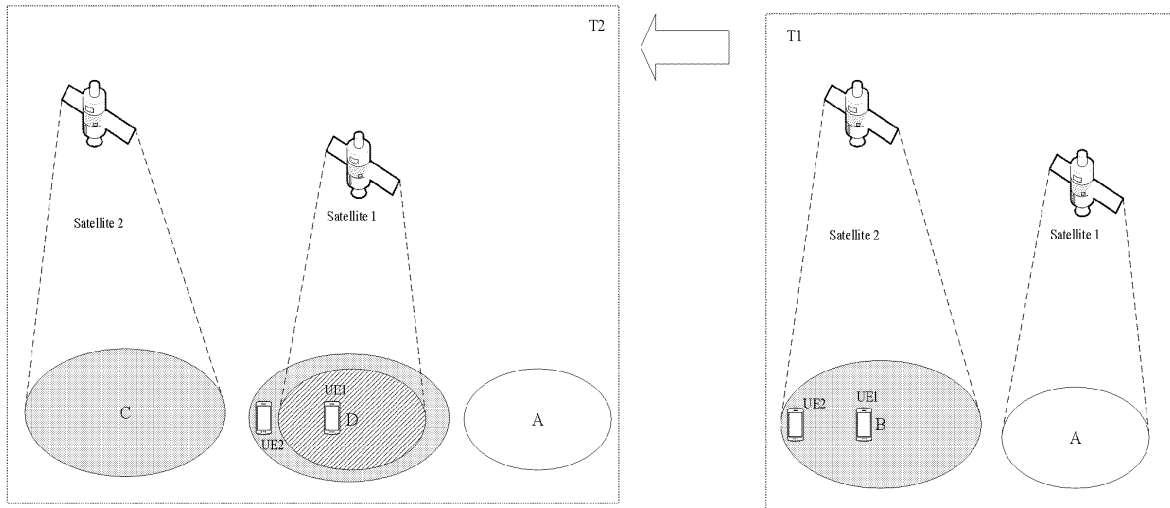 T2
T1
Satellite 2
Satellite 1
Satellite 2
Satellite 1
C
UE1
D
UE2
A
UE2
UE1
B
A